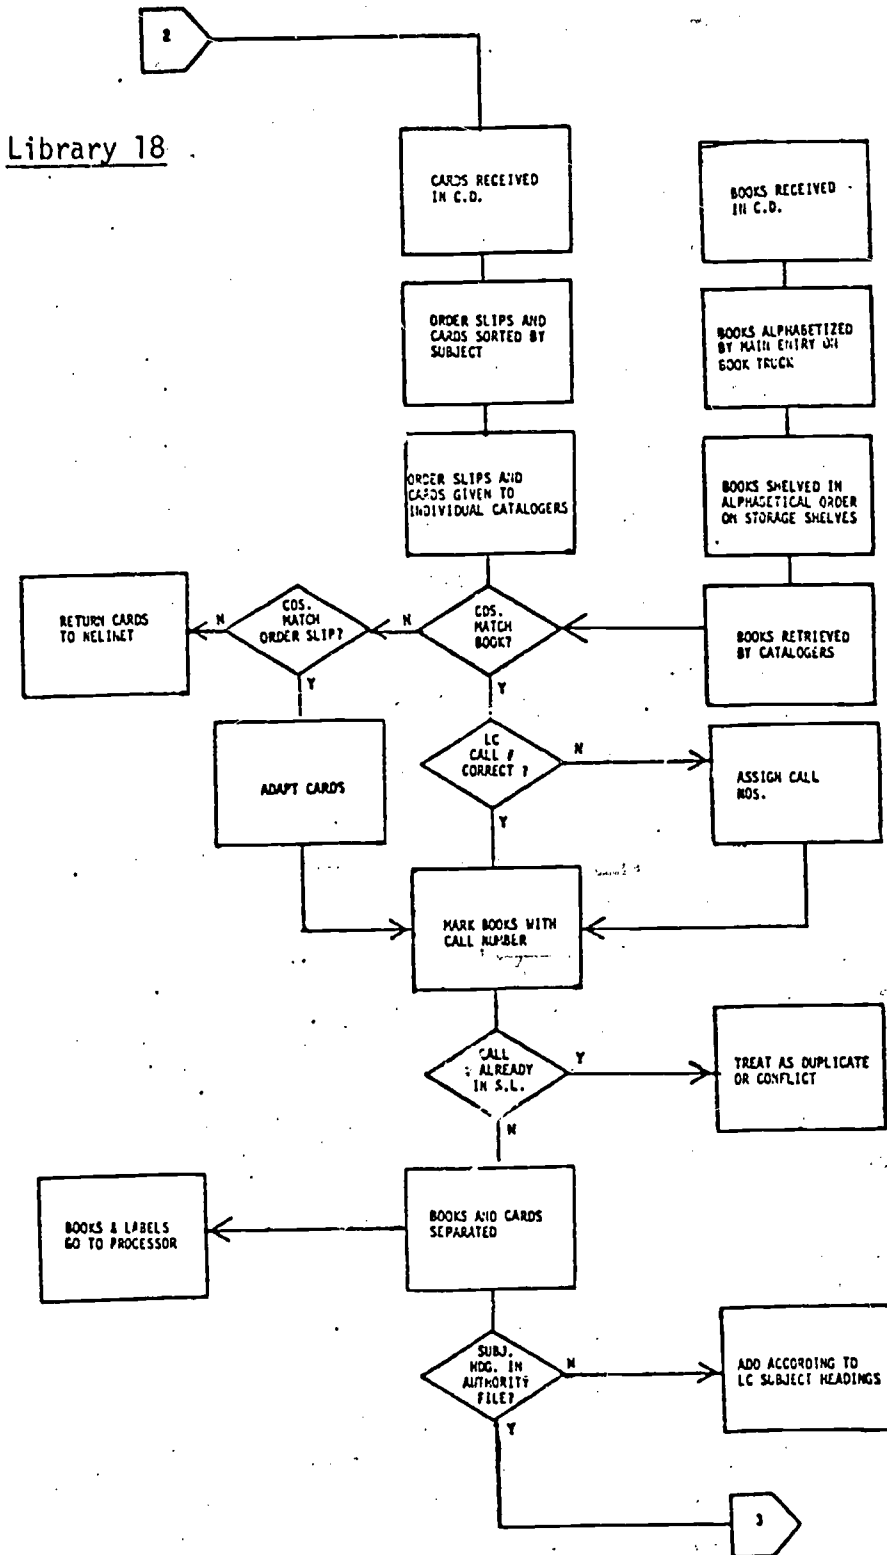 2
Library 18
CARDS RECEIVED
IN C.D.
BOOKS RECEIVED
IN C.D.
ORDER SLIPS AND
CARDS SORTED BY
SUBJECT
BOOKS ALPHABETIZED
BY MAIN ENTRY ON
BOOK TRUCK
ORDER SLIPS AND
CARDS GIVEN TO
INDIVIDUAL CATALOGERS
BOOKS SHELVED IN
ALPHABETICAL ORDER
ON STORAGE SHELVES
RETURN CARDS
TO NELINET
N
CDS.
MATCH
ORDER SLIP?
Y
N
CDS.
MATCH
BOOK?
Y
BOOKS RETRIEVED
BY CATALOGERS
ADAPT CARDS
LC
CALL #
CORRECT ?
N
Y
ASSIGN CALL
NOS.
MARK BOOKS WITH
CALL NUMBER
CALL
ALREADY
IN S.L.
Y
N
TREAT AS DUPLICATE
OR CONFLICT
BOOKS & LABELS
GO TO PROCESSOR
BOOKS AND CARDS
SEPARATED
SUBJ.
HDG. IN
AUTHORITY
FILE?
N
Y
ADD ACCORDING TO
LC SUBJECT HEADINGS
3